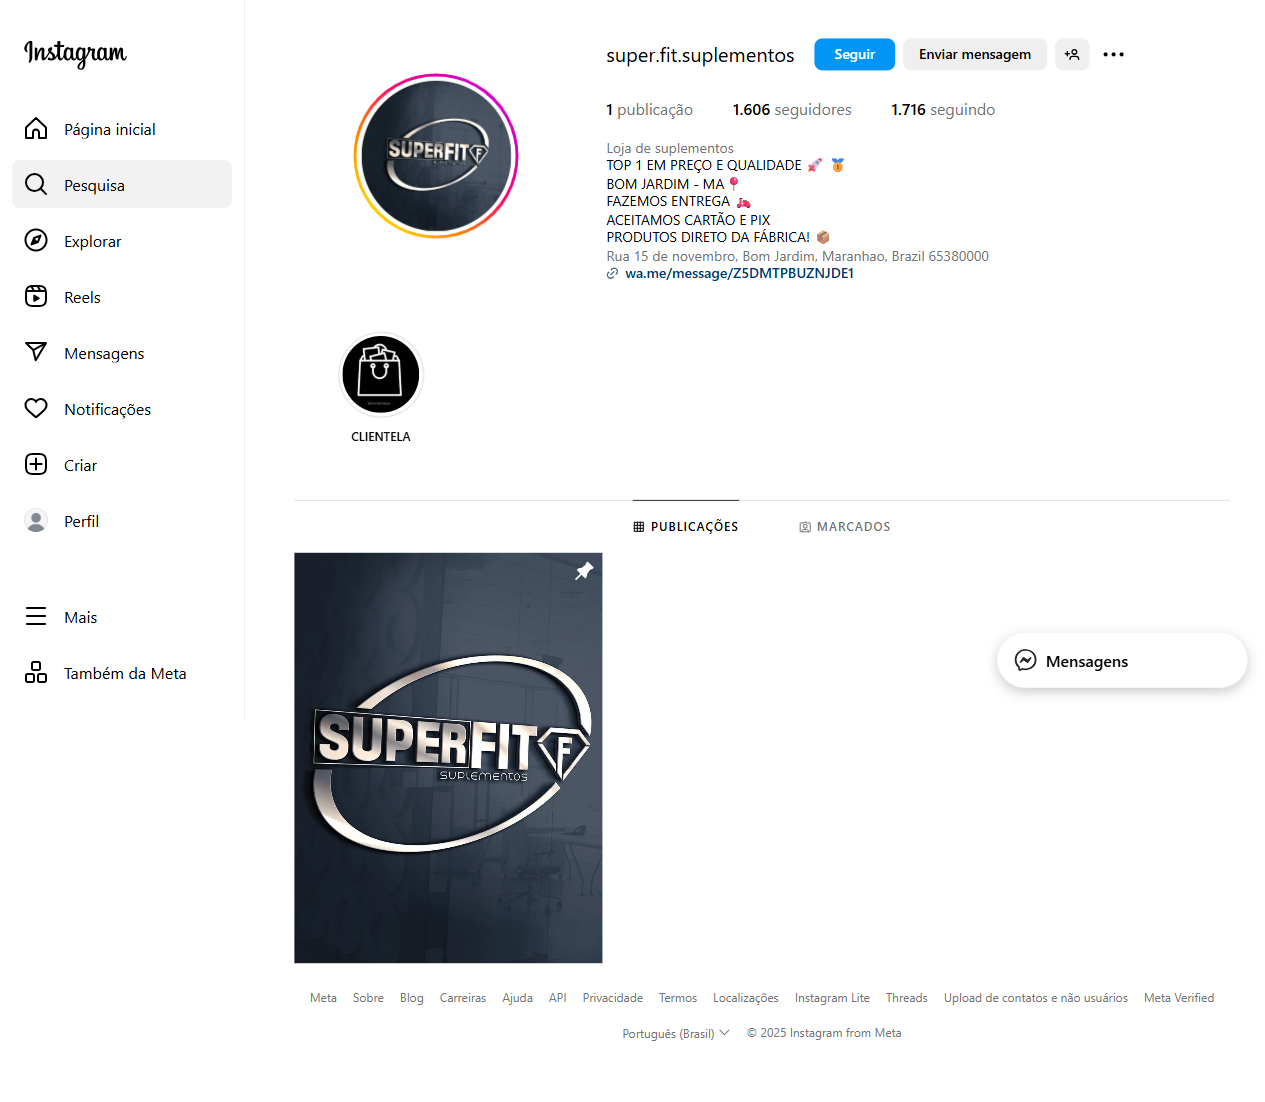 Instagram
Página inicial
Pesquisa
Explorar
Reels
Mensagens
Notificações
Criar
Perfil
Mais
Também da Meta
super.fit.suplementos
Seguir
Enviar mensagem
1 publicação
1.606 seguidores
1.716 seguindo
Loja de suplementos
TOP 1 EM PREÇO E QUALIDADE 🚀 🥇
BOM JARDIM - MA📍
FAZEMOS ENTREGA 🛵
ACEITAMOS CARTÃO E PIX
PRODUTOS DIRETO DA FÁBRICA! 📦
Rua 15 de novembro, Bom Jardim, Maranhao, Brazil 65380000
wa.me/message/Z5DMTPBUZNJDE1
SUPERFIT F
CLIENTELA
PUBLICAÇÕES
MARCADOS
SUPERFIT F
SUPLEMENTOS
Mensagens
Meta Sobre Blog Carreiras Ajuda API Privacidade Termos Localizações Instagram Lite Threads Upload de contatos e não usuários Meta Verified
Português (Brasil) © 2025 Instagram from Meta